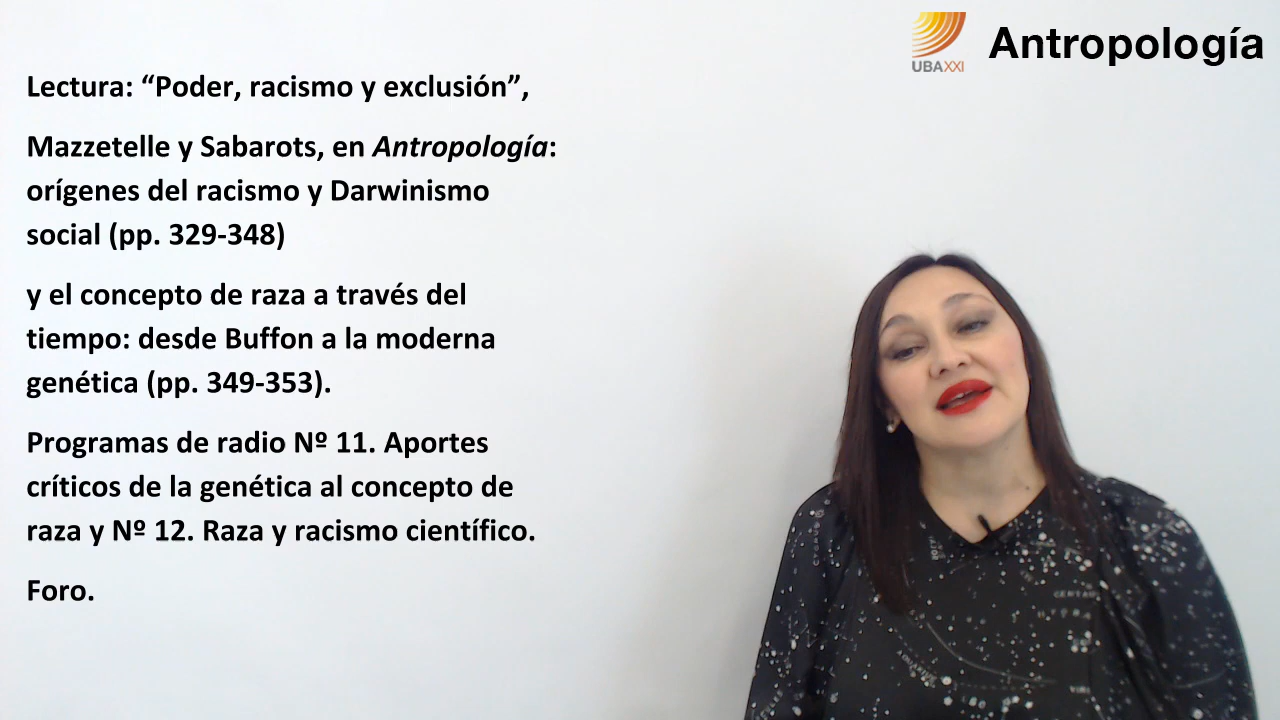 UBAXXI
Antropología
Lectura: “Poder, racismo y exclusión”,
Mazzetelle y Sabarots, en Antropología:
orígenes del racismo y Darwinismo
social (pp. 329-348)
y el concepto de raza a través del
tiempo: desde Buffon a la moderna
genética (pp. 349-353).
Programas de radio Nº 11. Aportes
críticos de la genética al concepto de
raza y Nº 12. Raza y racismo científico.
Foro.